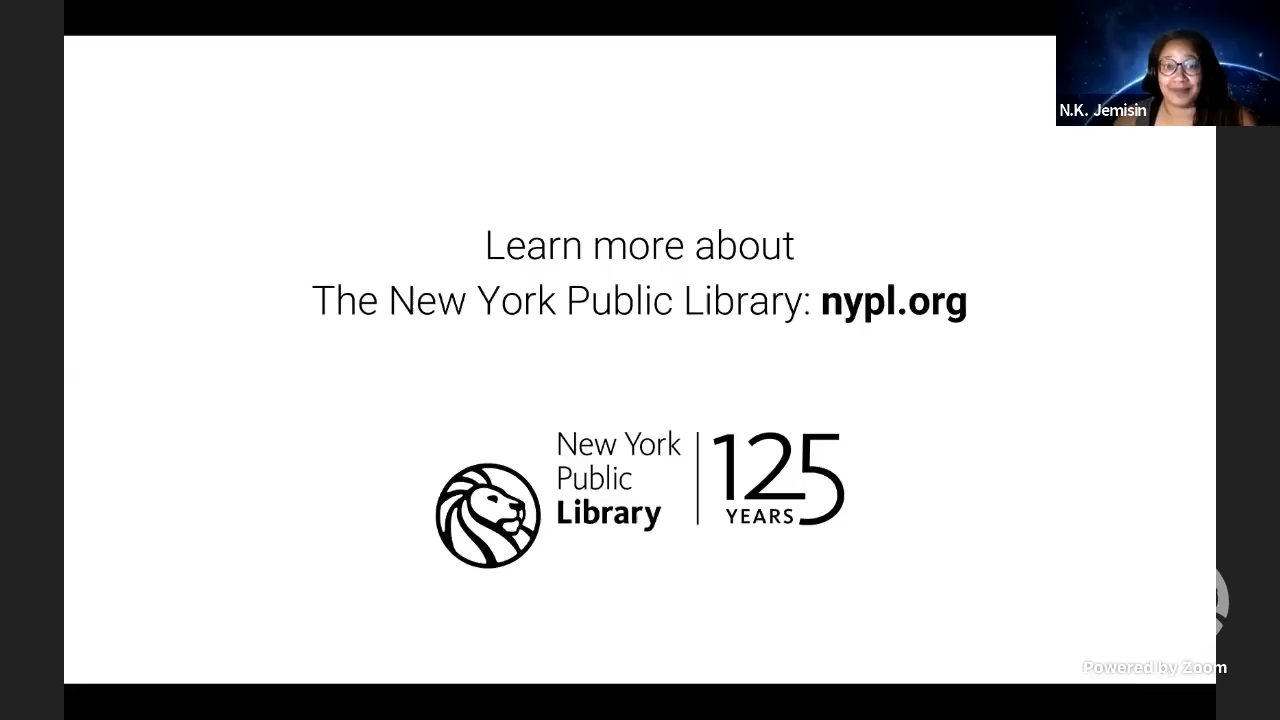 N.K. Jemisin
Learn more about
The New York Public Library: nypl.org
New York
Public
Library
125
YEARS
Powered by Zoom